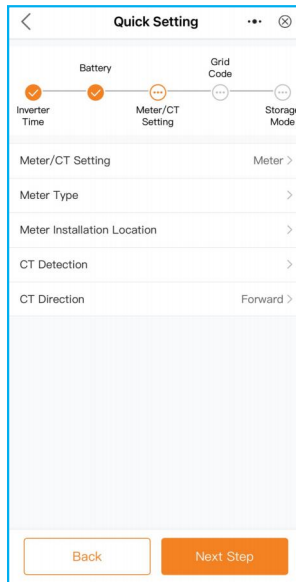 Quick Setting
Battery
Grid
Code
Inverter
Time
Meter/CT
Setting
Storage
Mode
Meter/CT Setting Meter
Meter Type
Meter Installation Location
CT Detection
CT Direction Forward
Back Next Step